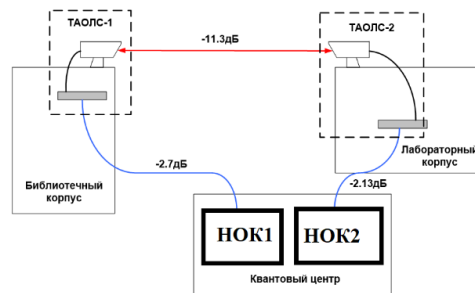 ТАОЛС-1
-11.3дБ
ТАОЛС-2
-2.7дБ
Библиотечный
корпус
Лабораторный
корпус
-2.13дБ
НОК1
НОК2
Квантовый центр